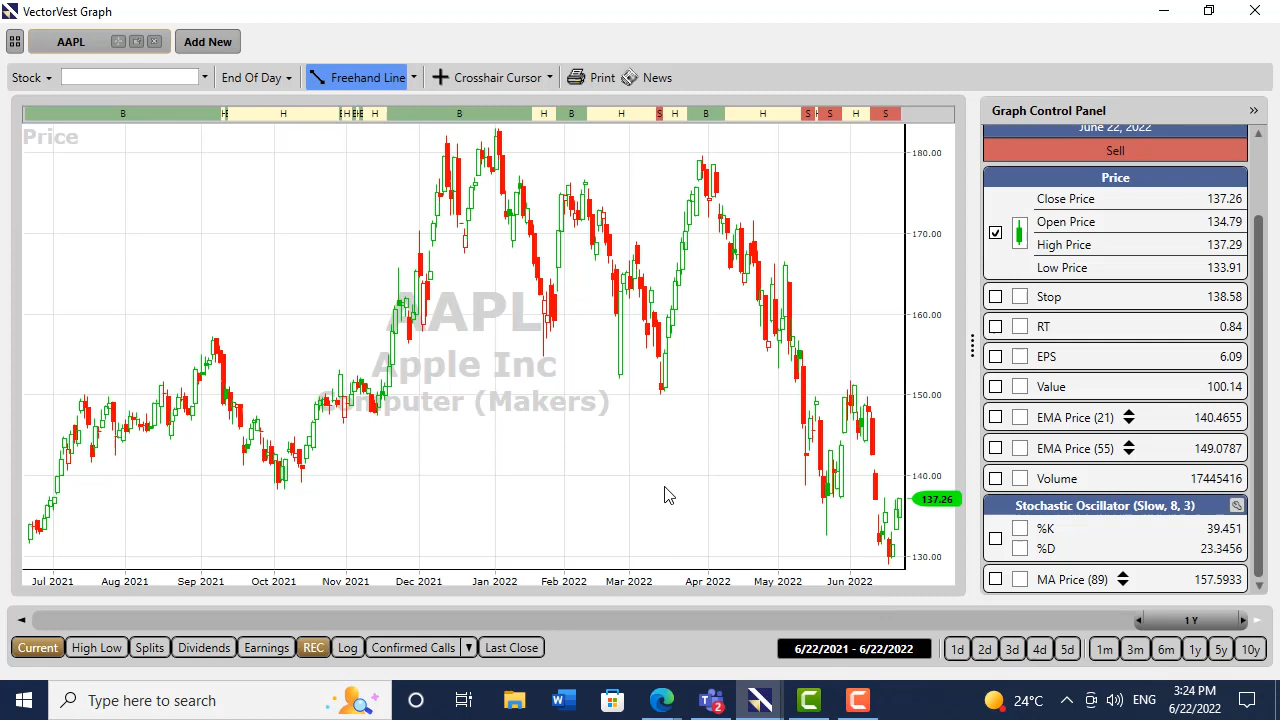 VectorVest Graph
AAPL
Add New
Stock
End Of Day
Freehand Line
Crosshair Cursor
Print
News
B H H H B H B H S H B H S S H S
Price
180.00
170.00
160.00
150.00
140.00
137.26
130.00
AAPL
Apple Inc
Computer (Makers)
Jul 2021 Aug 2021 Sep 2021 Oct 2021 Nov 2021 Dec 2021 Jan 2022 Feb 2022 Mar 2022 Apr 2022 May 2022 Jun 2022
Graph Control Panel
June 22, 2022
Sell
Price
Close Price 137.26
Open Price 134.79
High Price 137.29
Low Price 133.91
Stop 138.58
RT 0.84
EPS 6.09
Value 100.14
EMA Price (21) 140.4655
EMA Price (55) 149.0787
Volume 17445416
Stochastic Oscillator (Slow, 8, 3)
%K 39.451
%D 23.3456
MA Price (89) 157.5933
1 Y
Current High Low Splits Dividends Earnings REC Log Confirmed Calls Last Close
6/22/2021 - 6/22/2022
1d 2d 3d 4d 5d 1m 3m 6m 1y 5y 10y
Type here to search
2
24°C
ENG
3:24 PM
6/22/2022